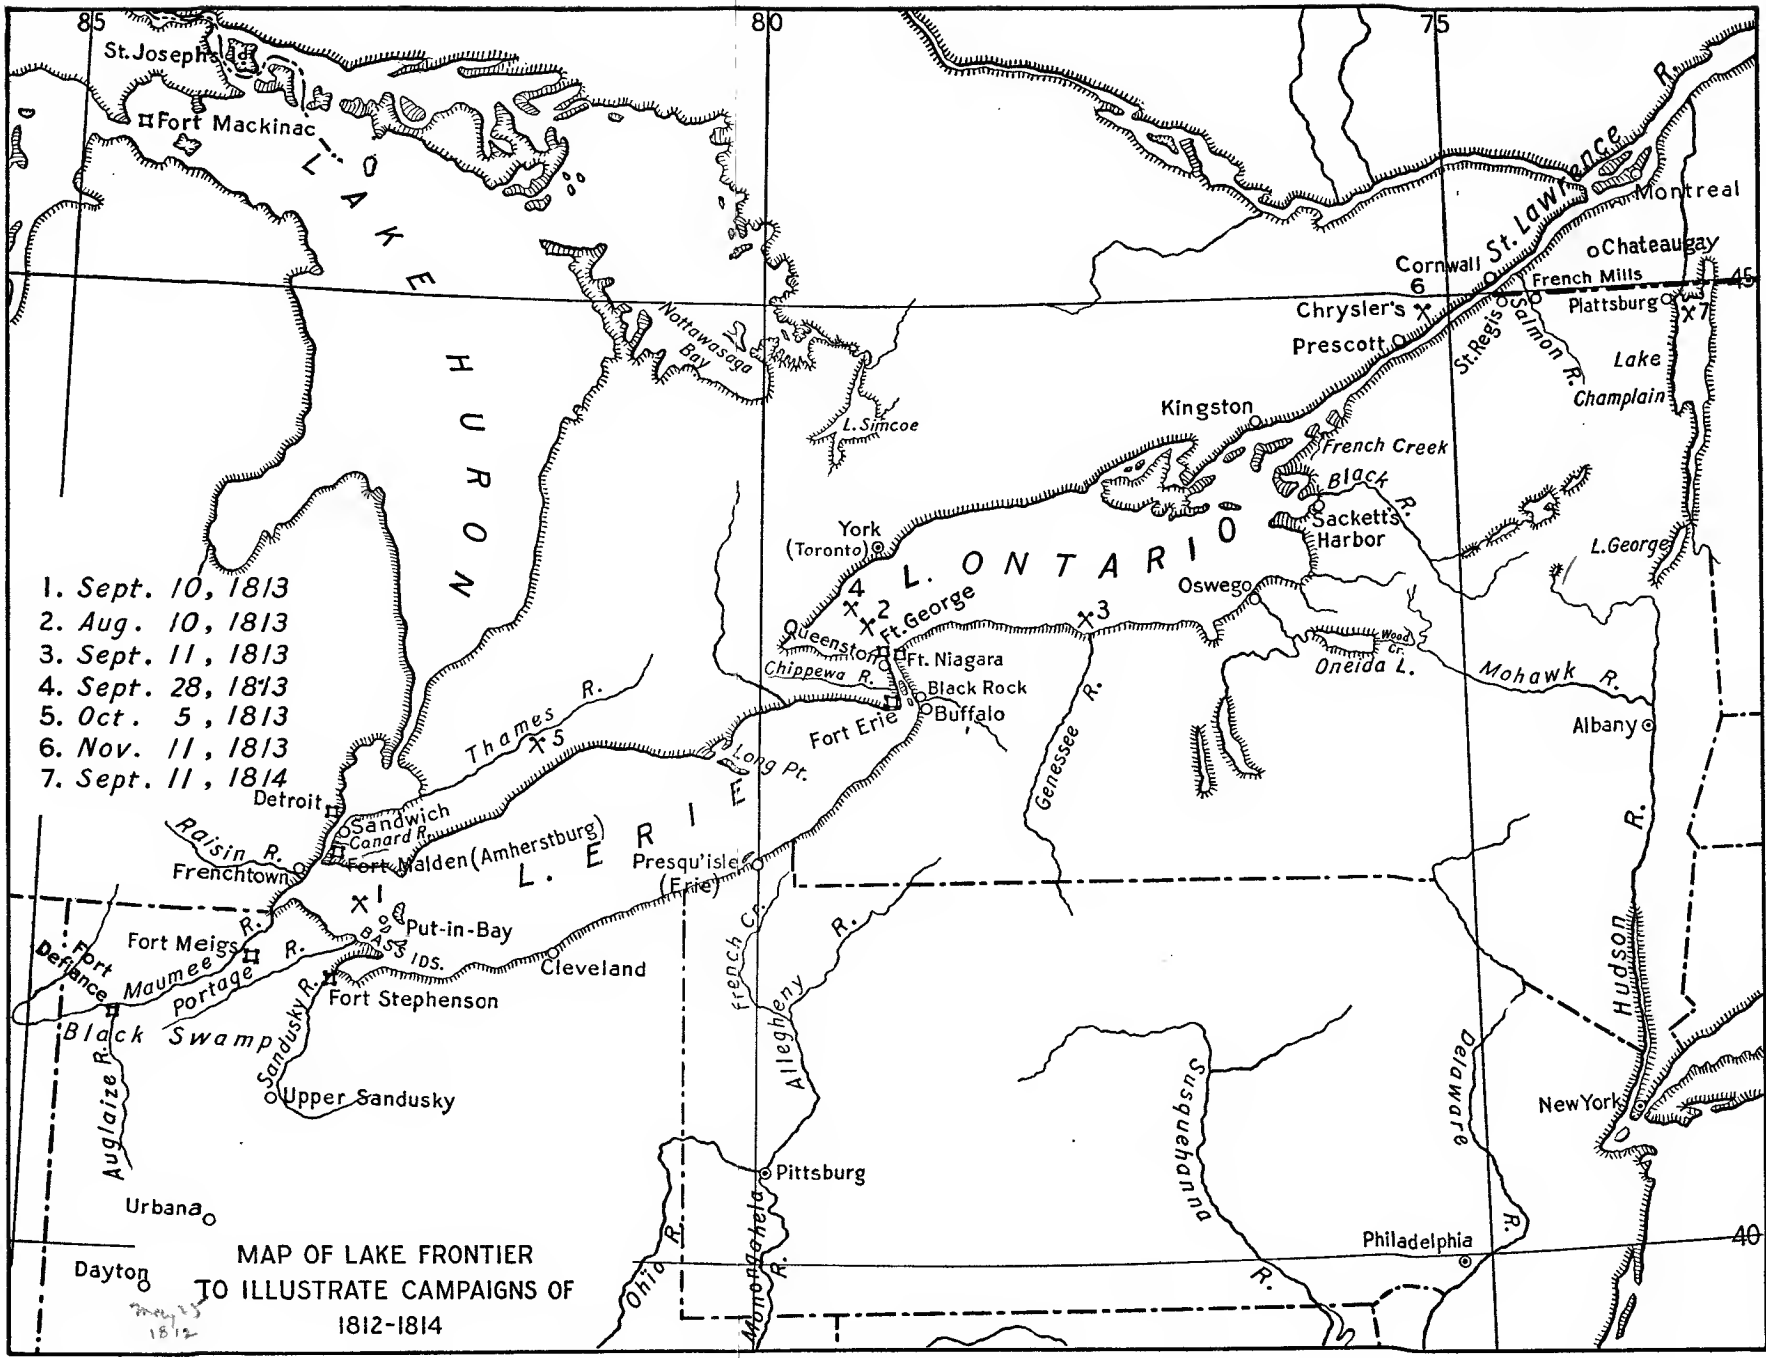 85
80
75
St. Josephs Id.
Fort Mackinac
LAKE HURON
Nottawasaga
Bay
L. Simcoe
St. Lawrence R.
Montreal
Chateaugay
Cornwall
French Mills
45
6
Chrysler's
Plattsburg
7
Prescott
St. Regis
Salmon R.
Lake
Champlain
Kingston
French Creek
Black R.
Sackett's
Harbor
L. George
York
(Toronto)
L. ONTARIO
Oswego
4
2
3
Ft. George
Queenston
Ft. Niagara
Chippewa R.
Black Rock
Buffalo
Fort Erie
Wood
Cr.
Oneida L.
Mohawk R.
Albany
Genessee R.
1. Sept. 10, 1813
2. Aug. 10, 1813
3. Sept. 11, 1813
4. Sept. 28, 1813
5. Oct. 5, 1813
6. Nov. 11, 1813
7. Sept. 11, 1814
Thames R.
5
Long Pt.
Detroit
Sandwich
Canard R.
Fort Malden (Amherstburg)
L. ERIE
Raisin R.
Frenchtown
Presqu'isle
(Erie)
1
Put-in-Bay
BASS IDS.
Fort Meigs
Fort
Defiance
Maumee R.
Portage R.
Cleveland
Fort Stephenson
Black Swamp
Sandusky R.
Auglaize R.
Upper Sandusky
French Cr.
Allegheny R.
Hudson R.
Susquehanna R.
Delaware R.
New York
Pittsburg
Urbana
Dayton
Ohio R.
Monongahela R.
Philadelphia
40
MAP OF LAKE FRONTIER
TO ILLUSTRATE CAMPAIGNS OF
1812-1814
May 25
1812